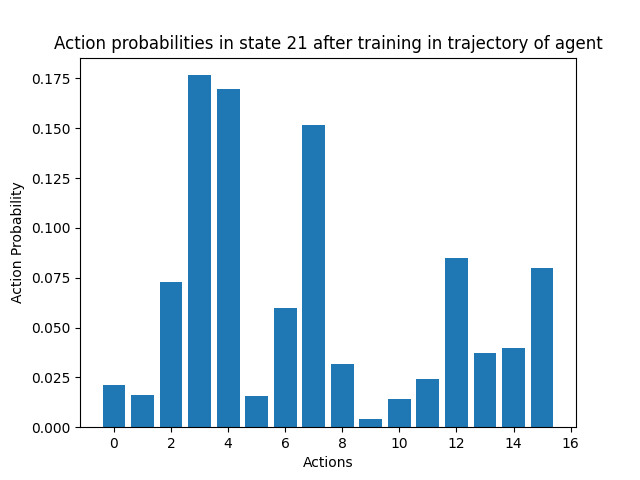 Action probabilities in state 21 after training in trajectory of agent
0.175
0.150
0.125
0.100
0.075
0.050
0.025
0.000
Action Probability
0 2 4 6 8 10 12 14 16
Actions